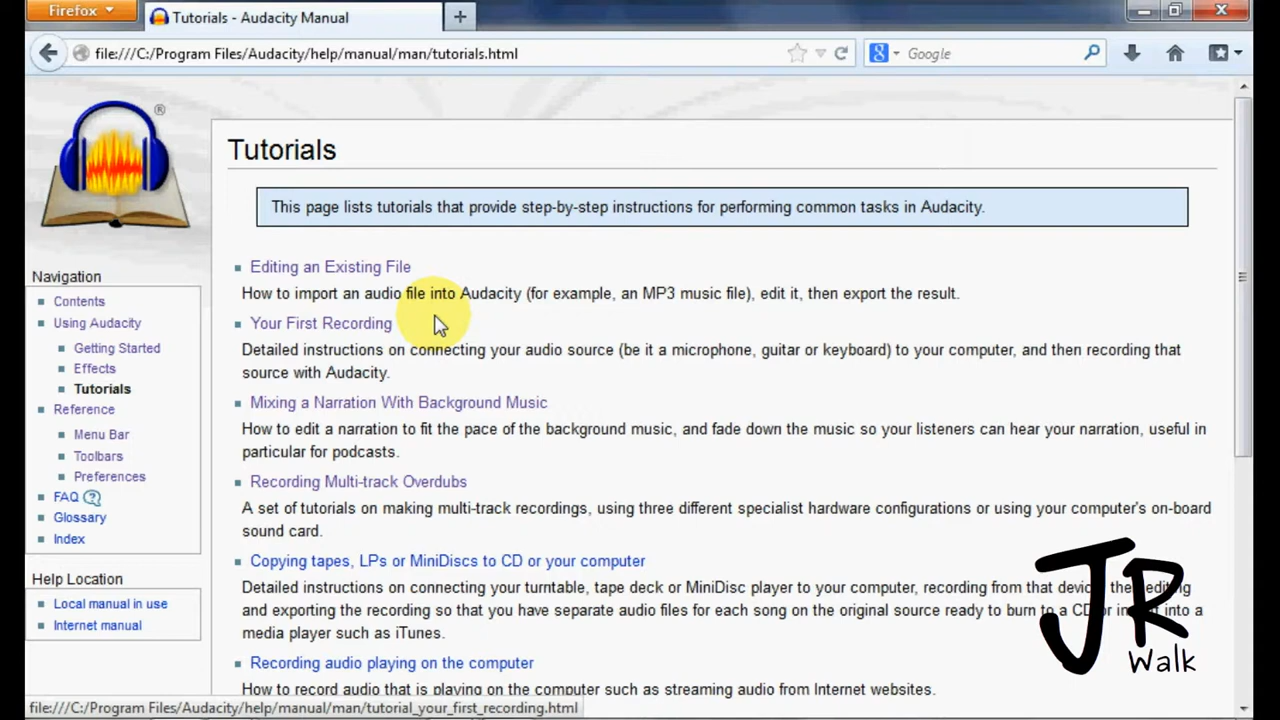 Firefox
Tutorials - Audacity Manual
file:///C:/Program Files/Audacity/help/manual/man/tutorials.html
Google
Tutorials
This page lists tutorials that provide step-by-step instructions for performing common tasks in Audacity.
Navigation
Contents
Using Audacity
Getting Started
Effects
Tutorials
Reference
Menu Bar
Toolbars
Preferences
FAQ
Glossary
Index
Help Location
Local manual in use
Internet manual
Editing an Existing File
How to import an audio file into Audacity (for example, an MP3 music file), edit it, then export the result.
Your First Recording
Detailed instructions on connecting your audio source (be it a microphone, guitar or keyboard) to your computer, and then recording that
source with Audacity.
Mixing a Narration With Background Music
How to edit a narration to fit the pace of the background music, and fade down the music so your listeners can hear your narration, useful in
particular for podcasts.
Recording Multi-track Overdubs
A set of tutorials on making multi-track recordings, using three different specialist hardware configurations or using your computer's on-board
sound card.
Copying tapes, LPs or MiniDiscs to CD or your computer
Detailed instructions on connecting your turntable, tape deck or MiniDisc player to your computer, recording from that device, editing
and exporting the recording so that you have separate audio files for each song on the original source ready to burn to a CD or into a
media player such as iTunes.
Recording audio playing on the computer
How to record audio that is playing on the computer such as streaming audio from Internet websites.
file:///C:/Program Files/Audacity/help/manual/man/tutorial_your_first_recording.html
JR
Walk